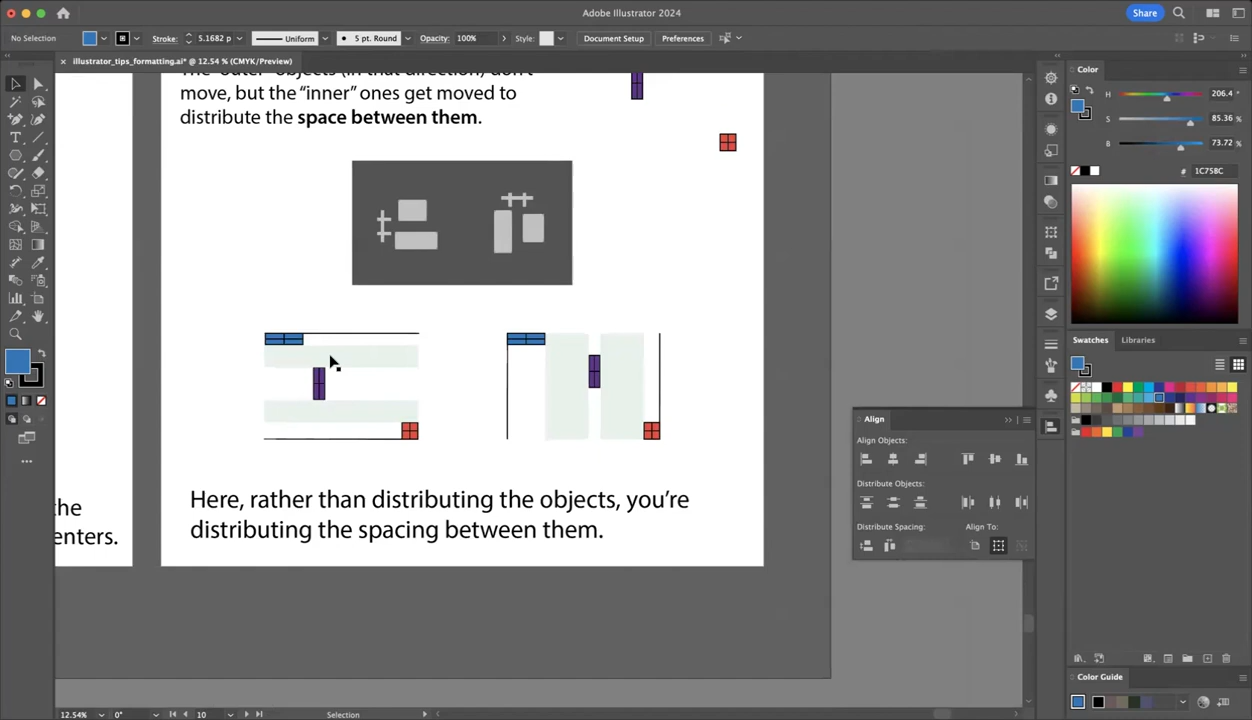 Adobe Illustrator 2024
Share
No Selection
Stroke:
5.1682 p
Uniform
5 pt. Round
Opacity:
100%
Style:
Document Setup
Preferences
illustrator_tips_formatting.ai* @ 12.54 % (CMYK/Preview)
move, but the “inner” ones get moved to
distribute the space between them.
Here, rather than distributing the objects, you’re
distributing the spacing between them.
the
enters.
Align
Align Objects:
Distribute Objects:
Distribute Spacing:
Align To:
Color
H
206.4
°
S
85.36
%
B
73.72
%
#
1C75BC
Swatches
Libraries
Color Guide
12.54%
0°
10
Selection